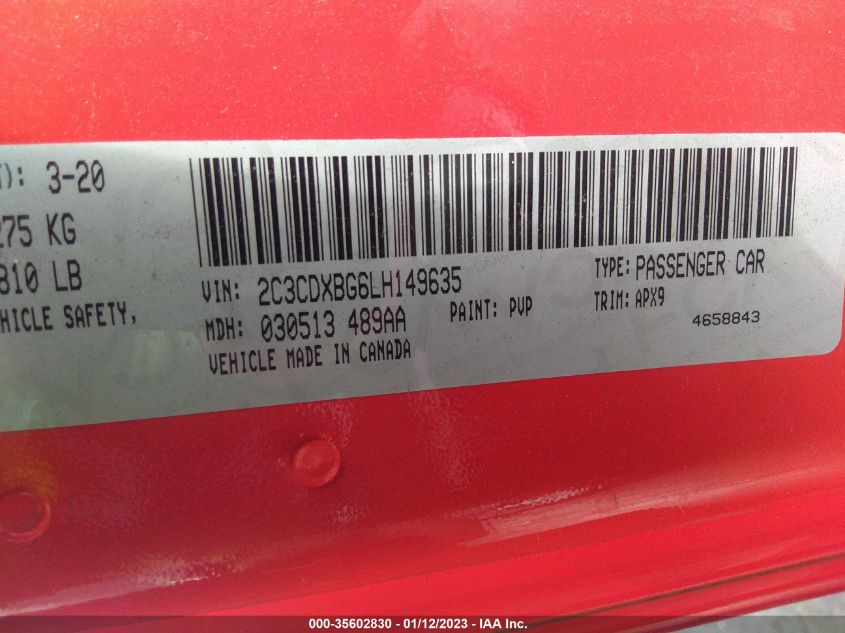 T): 3-20
275 KG
810 LB
HICLE SAFETY,
VIN: 2C3CDXBG6LH149635
TYPE: PASSENGER CAR
MDH: 030513 489AA
PAINT: PVP
TRIM: APX9
VEHICLE MADE IN CANADA
4658843
000-35602830 - 01/12/2023 - IAA Inc.